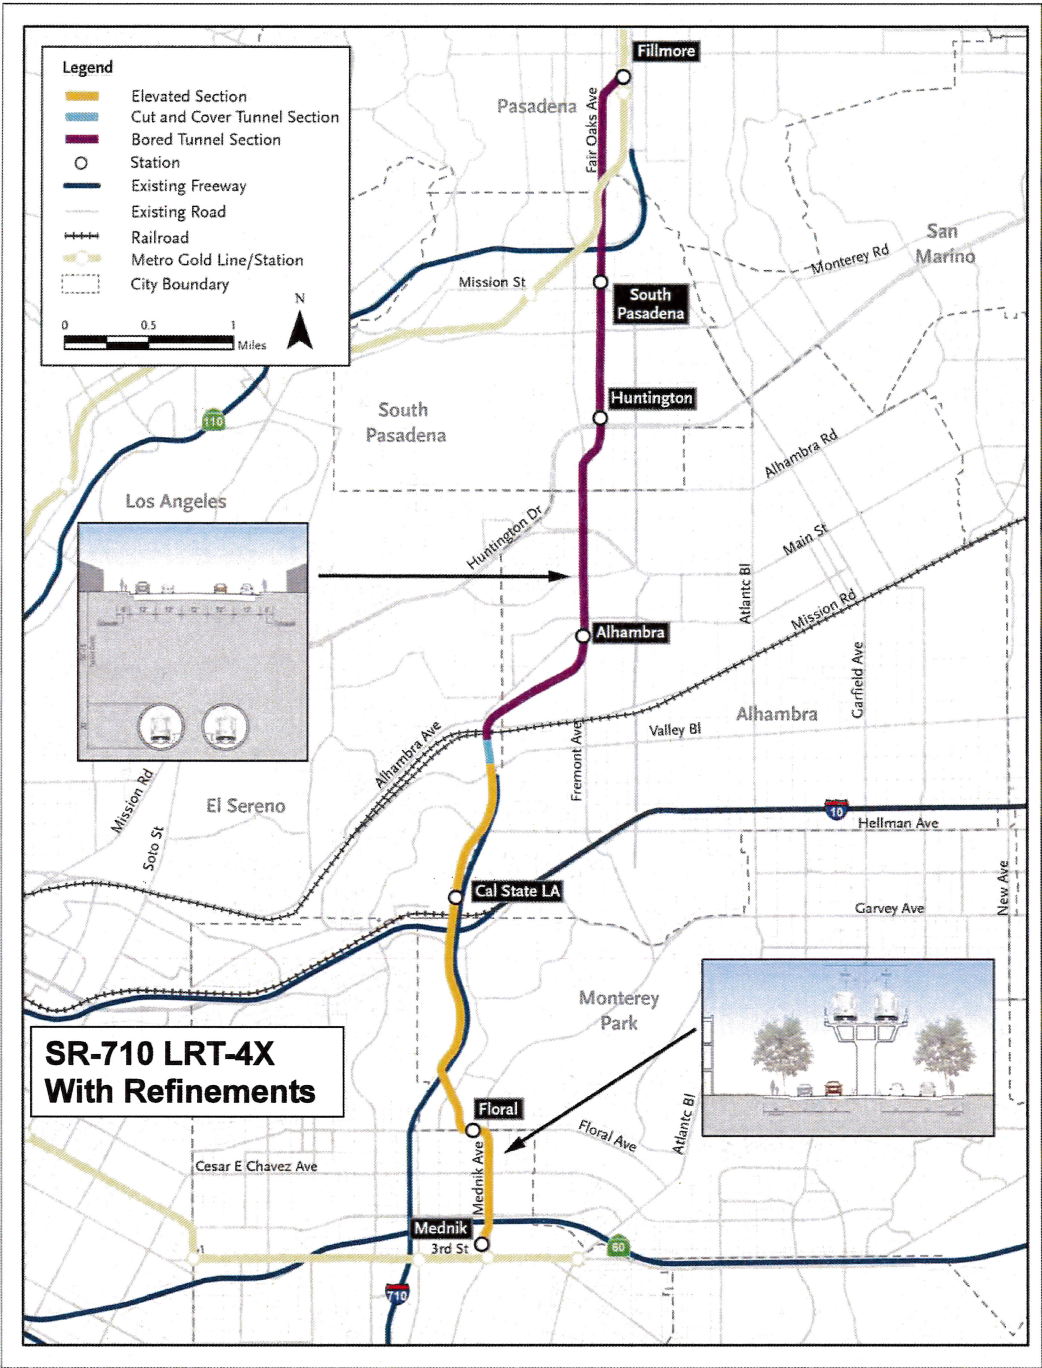 Legend
Elevated Section
Cut and Cover Tunnel Section
Bored Tunnel Section
Station
Existing Freeway
Existing Road
Railroad
Metro Gold Line/Station
City Boundary
N
0 0.5 1
Miles
Fillmore
Pasadena
Fair Oaks Ave
San
Marino
Monterey Rd
Mission St
South
Pasadena
Huntington
110
South
Pasadena
Alhambra Rd
Los Angeles
Huntington Dr
Main St
Atlantc Bl
Mission Rd
Alhambra
Garfield Ave
Alhambra
Valley Bl
Alhambra Ave
Fremont Ave
Mission Rd
El Sereno
Soto St
10
Hellman Ave
Cal State LA
New Ave
Garvey Ave
Monterey
Park
SR-710 LRT-4X
With Refinements
Floral
Floral Ave
Atlantc Bl
Cesar E Chavez Ave
Mednik Ave
Mednik
3rd St
60
710